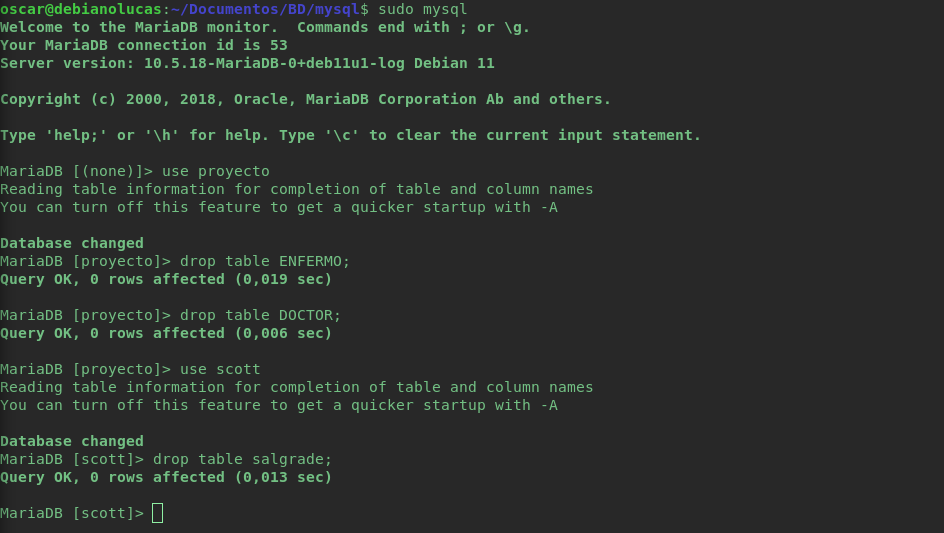 oscar@debianolucas:~/Documentos/BD/mysql$ sudo mysql
Welcome to the MariaDB monitor.  Commands end with ; or \g.
Your MariaDB connection id is 53
Server version: 10.5.18-MariaDB-0+deb11u1-log Debian 11
Copyright (c) 2000, 2018, Oracle, MariaDB Corporation Ab and others.
Type 'help;' or '\h' for help. Type '\c' to clear the current input statement.
MariaDB [(none)]> use proyecto
Reading table information for completion of table and column names
You can turn off this feature to get a quicker startup with -A
Database changed
MariaDB [proyecto]> drop table ENFERMO;
Query OK, 0 rows affected (0,019 sec)
MariaDB [proyecto]> drop table DOCTOR;
Query OK, 0 rows affected (0,006 sec)
MariaDB [proyecto]> use scott
Reading table information for completion of table and column names
You can turn off this feature to get a quicker startup with -A
Database changed
MariaDB [scott]> drop table salgrade;
Query OK, 0 rows affected (0,013 sec)
MariaDB [scott]>